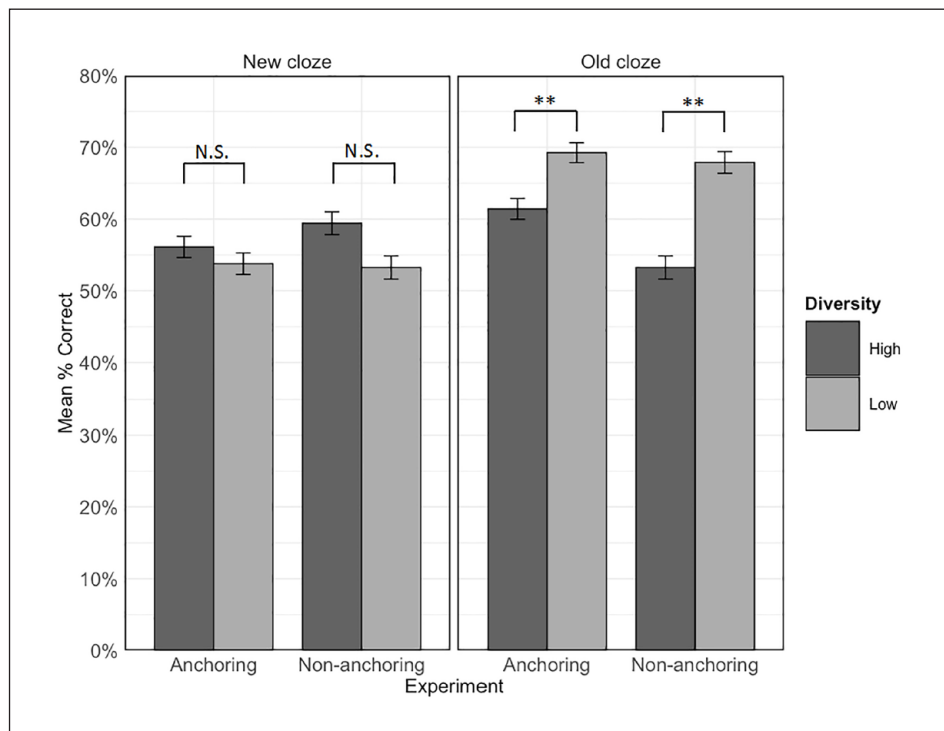 New cloze
Old cloze
80%
70%
60%
50%
40%
30%
20%
10%
0%
Mean % Correct
N.S.
N.S.
**
**
Anchoring
Non-anchoring
Anchoring
Non-anchoring
Experiment
Diversity
High
Low